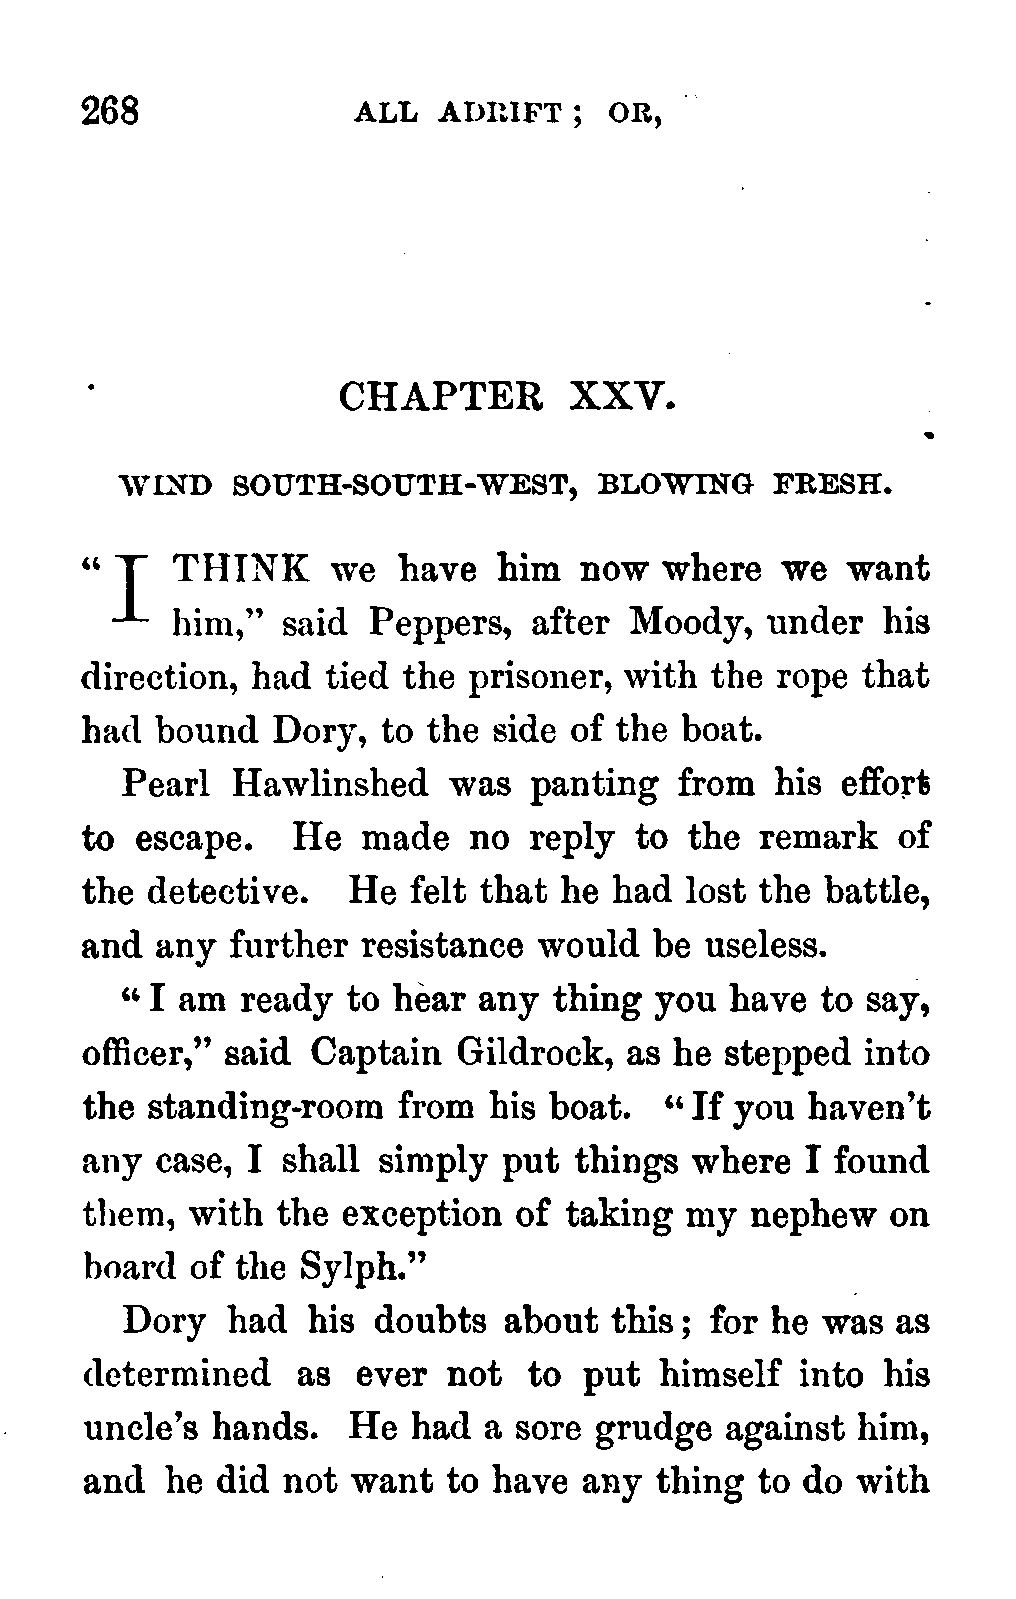 268 ALL ADRIFT; OR,
CHAPTER XXV.
WIND SOUTH-SOUTH-WEST, BLOWING FRESH.
"I THINK we have him now where we want
him," said Peppers, after Moody, under his
direction, had tied the prisoner, with the rope that
had bound Dory, to the side of the boat.
Pearl Hawlinshed was panting from his effort
to escape. He made no reply to the remark of
the detective. He felt that he had lost the battle,
and any further resistance would be useless.
"I am ready to hear any thing you have to say,
officer," said Captain Gildrock, as he stepped into
the standing-room from his boat. "If you haven't
any case, I shall simply put things where I found
them, with the exception of taking my nephew on
board of the Sylph."
Dory had his doubts about this; for he was as
determined as ever not to put himself into his
uncle's hands. He had a sore grudge against him,
and he did not want to have any thing to do with